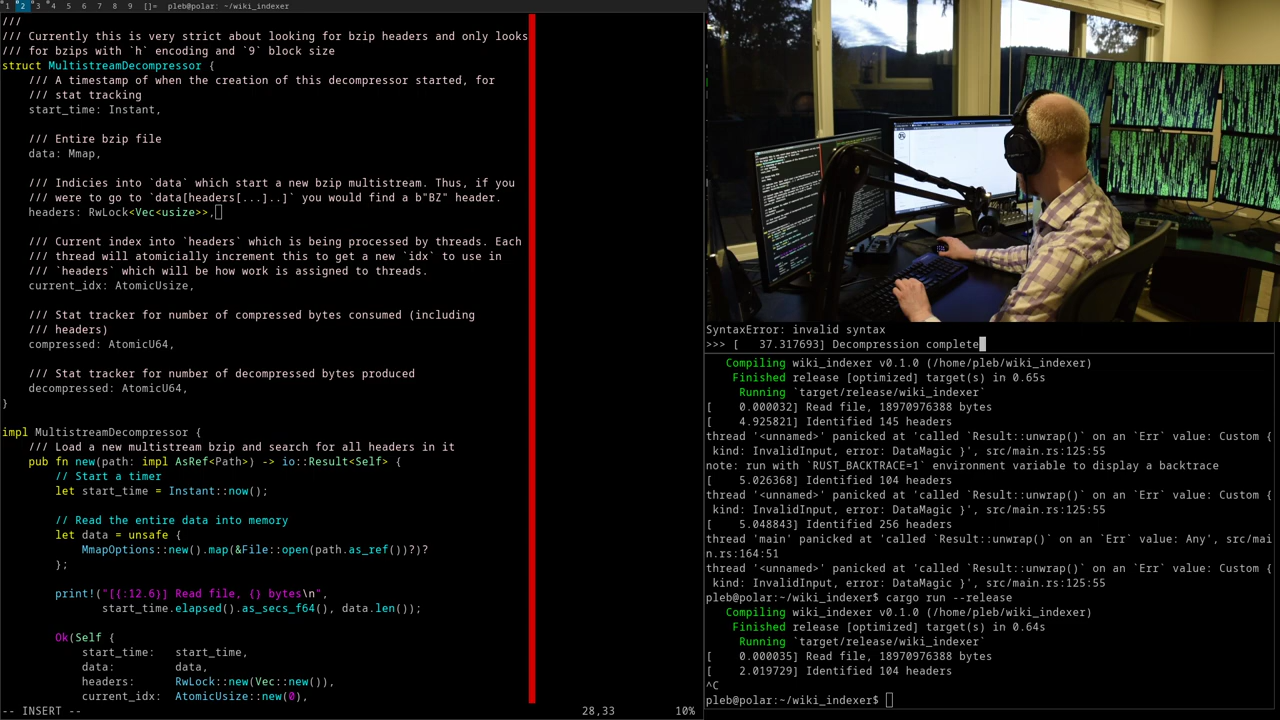 1 2 3 4 5 6 7 8 9 []= pleb@polar: ~/wiki_indexer
///
/// Currently this is very strict about looking for bzip headers and only looks
/// for bzips with `h` encoding and `9` block size
struct MultistreamDecompressor {
/// A timestamp of when the creation of this decompressor started, for
/// stat tracking
start_time: Instant,
/// Entire bzip file
data: Mmap,
/// Indicies into `data` which start a new bzip multistream. Thus, if you
/// were to go to `data[headers[...]..]` you would find a b"BZ" header.
headers: RwLock<Vec<usize>>,
/// Current index into `headers` which is being processed by threads. Each
/// thread will atomicially increment this to get a new `idx` to use in
/// `headers` which will be how work is assigned to threads.
current_idx: AtomicUsize,
/// Stat tracker for number of compressed bytes consumed (including
/// headers)
compressed: AtomicU64,
/// Stat tracker for number of decompressed bytes produced
decompressed: AtomicU64,
}
impl MultistreamDecompressor {
/// Load a new multistream bzip and search for all headers in it
pub fn new(path: impl AsRef<Path>) -> io::Result<Self> {
// Start a timer
let start_time = Instant::now();
// Read the entire data into memory
let data = unsafe {
MmapOptions::new().map(&File::open(path.as_ref())?)?
};
print!("[{:12.6}] Read file, {} bytes\n",
start_time.elapsed().as_secs_f64(), data.len());
Ok(Self {
start_time: start_time,
data: data,
headers: RwLock::new(Vec::new()),
current_idx: AtomicUsize::new(0),
-- INSERT -- 28,33 10%
SyntaxError: invalid syntax
>>> [ 37.317693] Decompression complete
Compiling wiki_indexer v0.1.0 (/home/pleb/wiki_indexer)
Finished release [optimized] target(s) in 0.65s
Running `target/release/wiki_indexer`
[ 0.000032] Read file, 18970976388 bytes
[ 4.925821] Identified 145 headers
thread '<unnamed>' panicked at 'called `Result::unwrap()` on an `Err` value: Custom {
kind: InvalidInput, error: DataMagic }', src/main.rs:125:55
note: run with `RUST_BACKTRACE=1` environment variable to display a backtrace
[ 5.026368] Identified 104 headers
thread '<unnamed>' panicked at 'called `Result::unwrap()` on an `Err` value: Custom {
kind: InvalidInput, error: DataMagic }', src/main.rs:125:55
[ 5.048843] Identified 256 headers
thread 'main' panicked at 'called `Result::unwrap()` on an `Err` value: Any', src/mai
n.rs:164:51
thread '<unnamed>' panicked at 'called `Result::unwrap()` on an `Err` value: Custom {
kind: InvalidInput, error: DataMagic }', src/main.rs:125:55
pleb@polar:~/wiki_indexer$ cargo run --release
Compiling wiki_indexer v0.1.0 (/home/pleb/wiki_indexer)
Finished release [optimized] target(s) in 0.64s
Running `target/release/wiki_indexer`
[ 0.000035] Read file, 18970976388 bytes
[ 2.019729] Identified 104 headers
^C
pleb@polar:~/wiki_indexer$